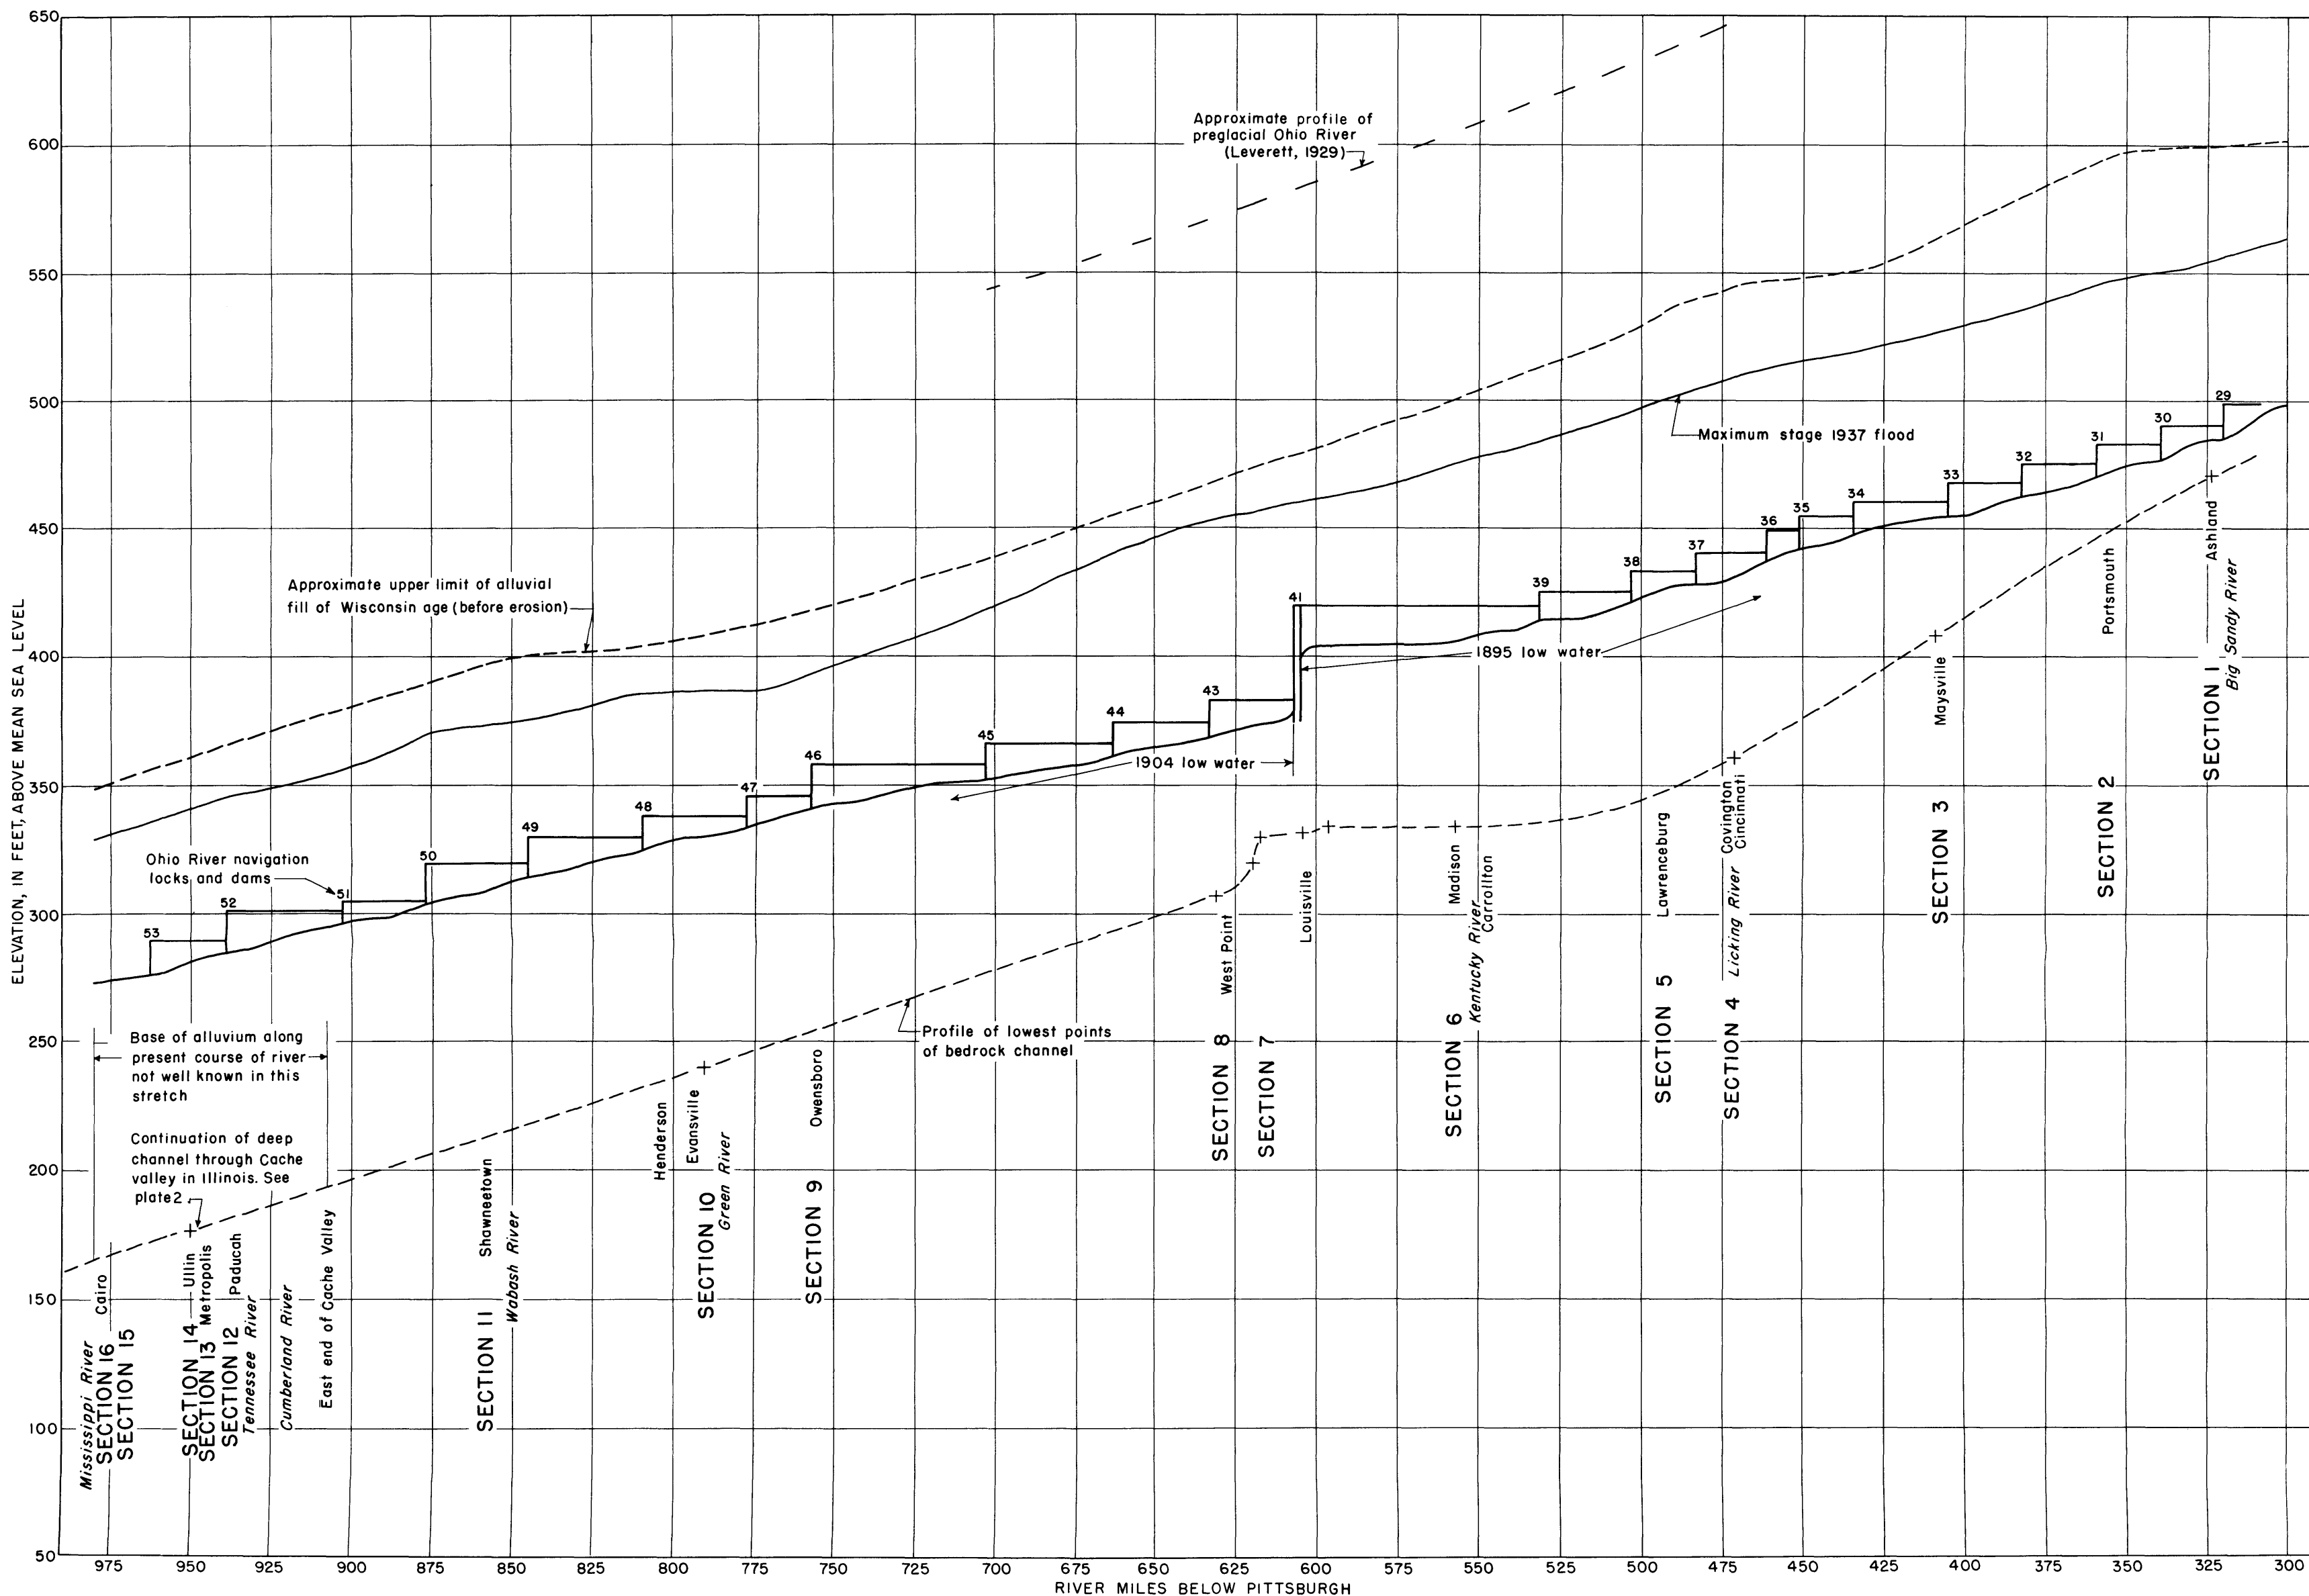 650
600
550
500
450
400
350
300
250
200
150
100
50
ELEVATION, IN FEET, ABOVE MEAN SEA LEVEL
Approximate profile of
preglacial Ohio River
(Leverett, 1929)
Maximum stage 1937 flood
Approximate upper limit of alluvial
fill of Wisconsin age (before erosion)
29
30
31
32
33
34
35
36
37
38
39
41
43
44
45
46
47
48
49
50
51
52
53
1895 low water
1904 low water
Ohio River navigation
locks and dams
Profile of lowest points
of bedrock channel
Base of alluvium along
present course of river
not well known in this
stretch
Continuation of deep
channel through Cache
valley in Illinois. See
plate 2
Mississippi River
Cairo
SECTION 16
SECTION 15
Ullin
SECTION 14
Metropolis
SECTION 13
Paducah
SECTION 12
Tennessee River
Cumberland River
East end of Cache Valley
Shawneetown
SECTION 11
Wabash River
Henderson
Evansville
SECTION 10
Green River
Owensboro
SECTION 9
West Point
SECTION 8
SECTION 7
Louisville
Madison
SECTION 6
Kentucky River
Carrollton
Lawrenceburg
SECTION 5
Covington
Cincinnati
Licking River
SECTION 4
Maysville
SECTION 3
Portsmouth
SECTN 2
Ashland
SECTION 1
Big Sandy River
975
950
925
900
875
850
825
800
775
750
725
700
675
650
625
600
575
550
525
500
475
450
425
400
375
350
325
300
RIVER MILES BELOW PITTSBURGH